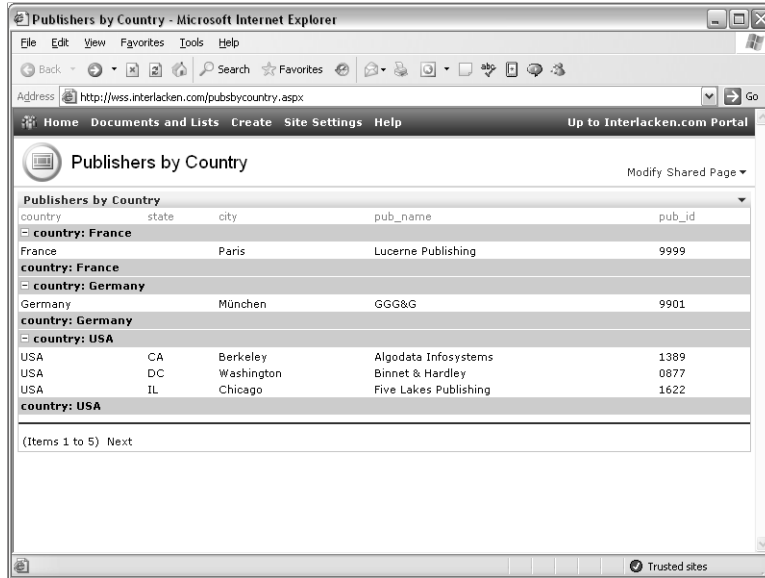 Publishers by Country - Microsoft Internet Explorer
File Edit View Favorites Tools Help
Back Search Favorites
Address http://wss.interlacken.com/pubsbycountry.aspx Go
Home Documents and Lists Create Site Settings Help Up to Interlacken.com Portal
Publishers by Country
Modify Shared Page
Publishers by Country
country state city pub_name pub_id
country: France
France Paris Lucerne Publishing 9999
country: France
country: Germany
Germany München GGG&G 9901
country: Germany
country: USA
USA CA Berkeley Algodata Infosystems 1389
USA DC Washington Binnet & Hardley 0877
USA IL Chicago Five Lakes Publishing 1622
country: USA
(Items 1 to 5) Next
Trusted sites